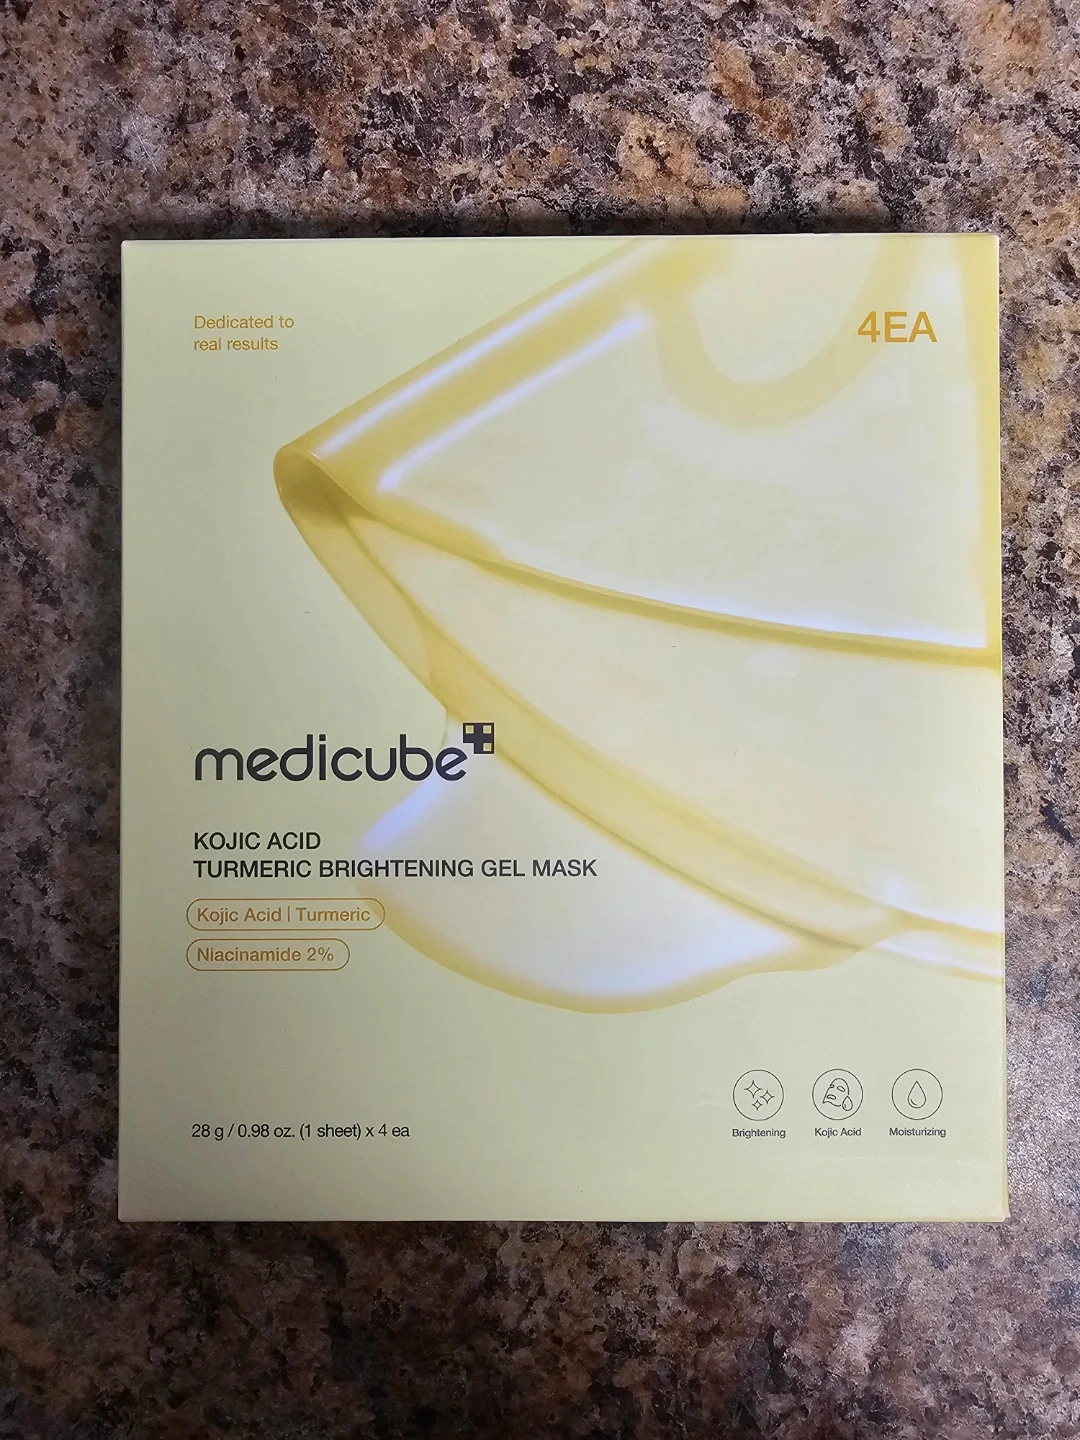 Dedicated to
real results
4EA
medicube
KOJIC ACID
TURMERIC BRIGHTENING GEL MASK
Kojic Acid | Turmeric
Niacinamide 2%
28 g / 0.98 oz. (1 sheet) x 4 ea
Brightening
Kojic Acid
Moisturizing